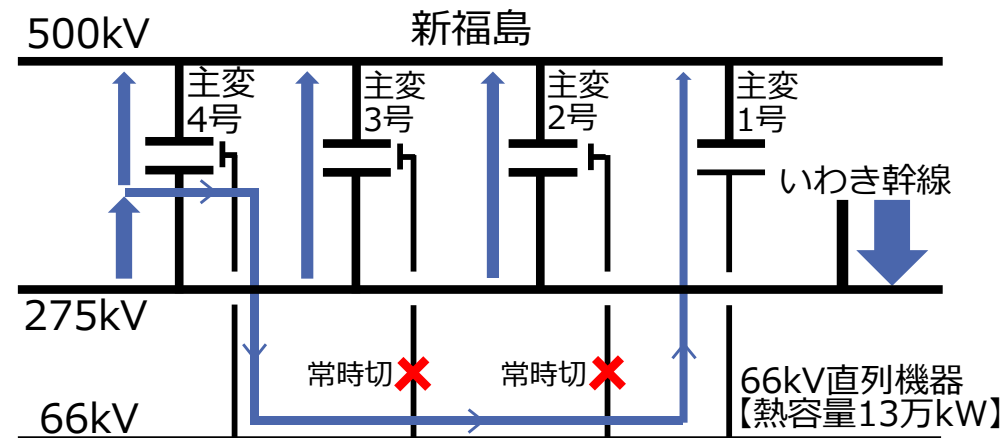 新福島
500kV
主変
4号
主変
3号
主変
2号
主変
1号
いわき幹線
275kV
常時切
常時切
66kV直列機器
【熱容量13万kW】
66kV